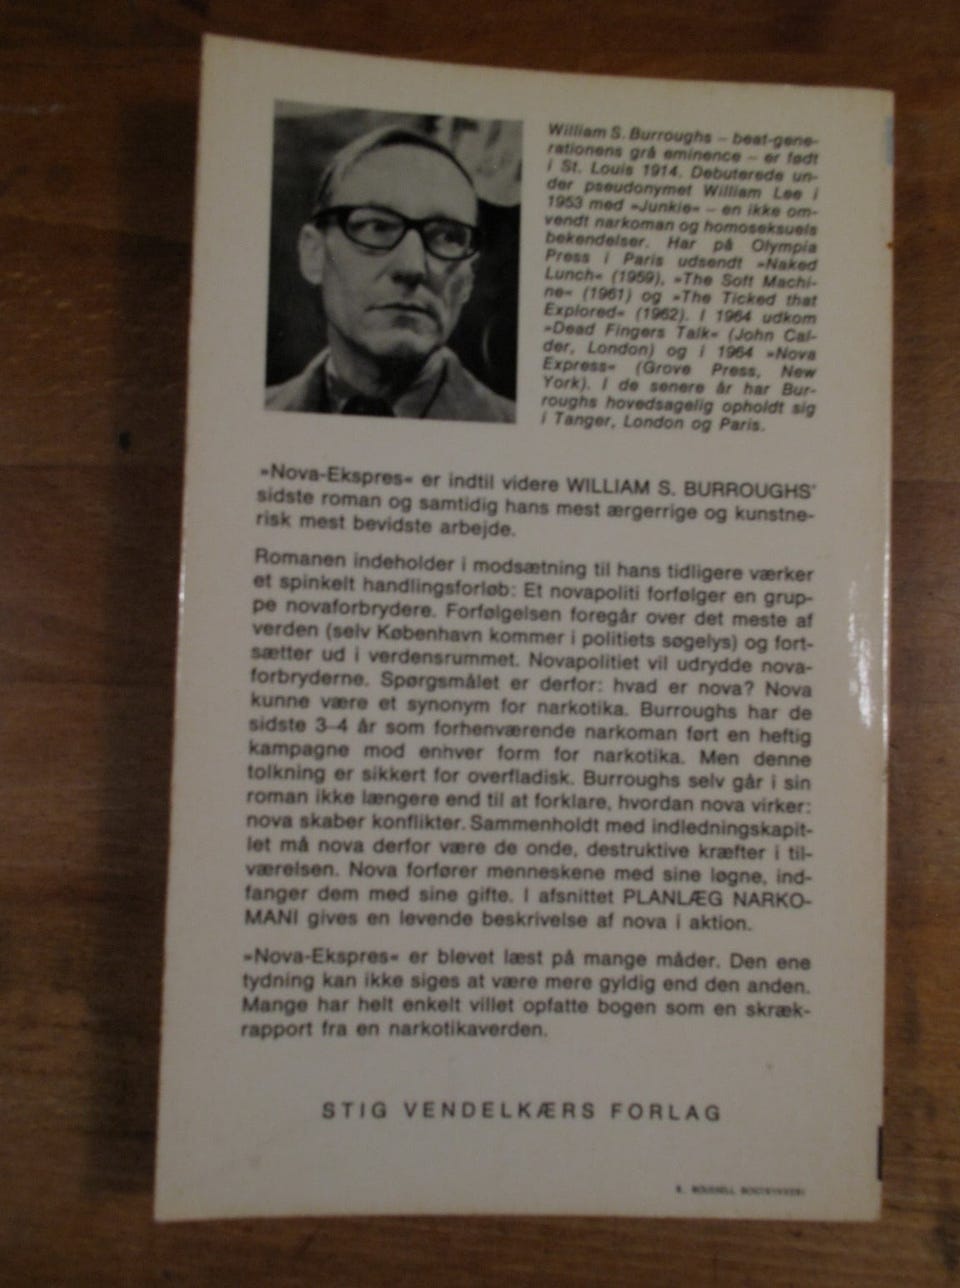 William S. Burroughs – beat-gene-
rationens grå eminence – er født
i St. Louis 1914. Debuterede un-
der pseudonymet William Lee i
1953 med »Junkie« – en ikke om-
vendt narkoman og homoseksuels
bekendelser. Har på Olympia
Press i Paris udsendt »Naked
Lunch« (1959), »The Soft Machi-
ne« (1961) og »The Ticked that
Explored« (1962). I 1964 udkom
»Dead Fingers Talk« (John Cal-
der, London) og i 1964 »Nova
Express« (Grove Press, New
York). I de senere år har Bur-
roughs hovedsagelig opholdt sig
i Tanger, London og Paris.
»Nova-Ekspres« er indtil videre WILLIAM S. BURROUGHS'
sidste roman og samtidig hans mest ærgerrige og kunstne-
risk mest bevidste arbejde.
Romanen indeholder i modsætning til hans tidligere værker
et spinkelt handlingsforløb: Et novapoliti forfølger en grup-
pe novaforbrydere. Forfølgelsen foregår over det meste af
verden (selv København kommer i politiets søgelys) og fort-
sætter ud i verdensrummet. Novapolitiet vil udrydde nova-
forbryderne. Spørgsmålet er derfor: hvad er nova? Nova
kunne være et synonym for narkotika. Burroughs har de
sidste 3–4 år som forhenværende narkoman ført en heftig
kampagne mod enhver form for narkotika. Men denne
tolkning er sikkert for overfladisk. Burroughs selv går i sin
roman ikke længere end til at forklare, hvordan nova virker:
nova skaber konflikter. Sammenholdt med indledningskapit-
let må nova derfor være de onde, destruktive kræfter i til-
værelsen. Nova forfører menneskene med sine løgne, ind-
fanger dem med sine gifte. I afsnittet PLANLÆG NARKO-
MANI gives en levende beskrivelse af nova i aktion.
»Nova-Ekspres« er blevet læst på mange måder. Den ene
tydning kan ikke siges at være mere gyldig end den anden.
Mange har helt enkelt villet opfatte bogen som en skræk-
rapport fra en narkotikaverden.
STIG VENDELKÆRS FORLAG
BOGTRYKKERI